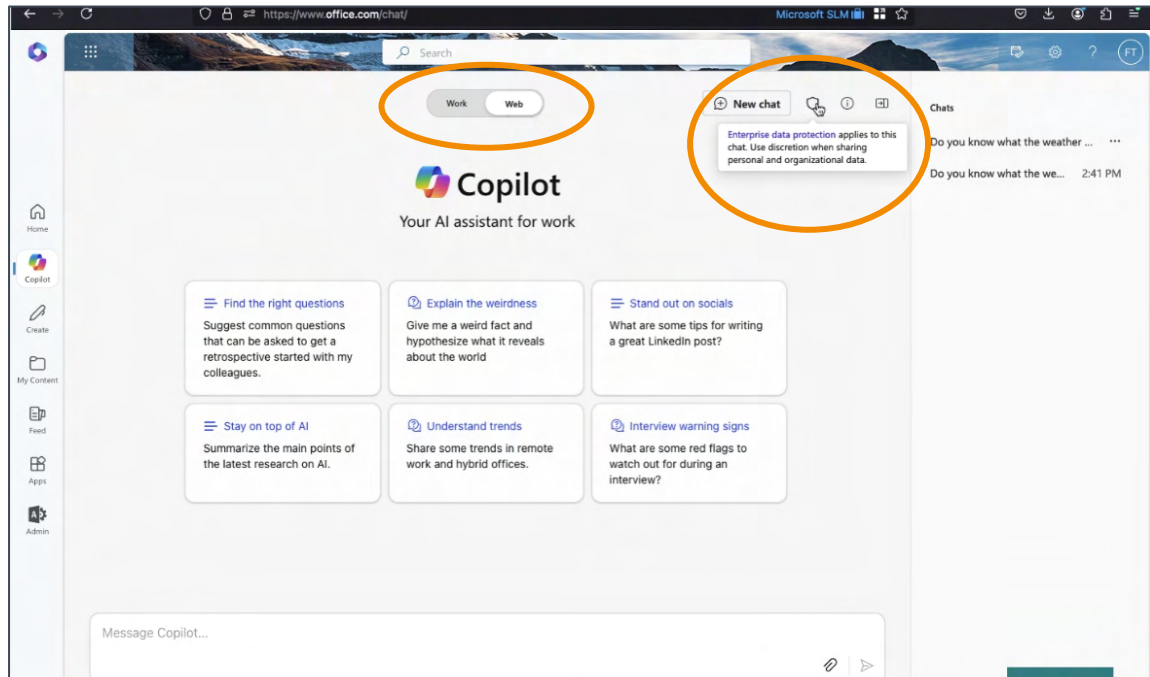 https://www.office.com/chat/
Microsoft SLM
Search
FT
Work
Web
New chat
Enterprise data protection applies to this
chat. Use discretion when sharing
personal and organizational data.
Chats
Do you know what the weather ...
Do you know what the we...
2:41 PM
Copilot
Your AI assistant for work
Home
Copilot
Create
My Content
Feed
Apps
Admin
Find the right questions
Suggest common questions
that can be asked to get a
retrospective started with my
colleagues.
Explain the weirdness
Give me a weird fact and
hypothesize what it reveals
about the world
Stand out on socials
What are some tips for writing
a great LinkedIn post?
Stay on top of AI
Summarize the main points of
the latest research on AI.
Understand trends
Share some trends in remote
work and hybrid offices.
Interview warning signs
What are some red flags to
watch out for during an
interview?
Message Copilot...